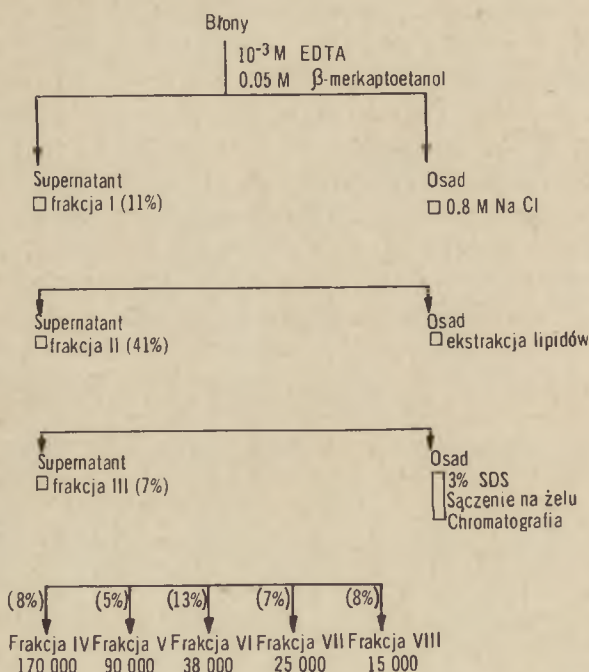 Błony
10⁻³ M EDTA
0.05 M β-merkaptoetanol
Supernatant
□ frakcja I (11%)
Osad
□ 0.8 M Na Cl
Supernatant
□ frakcja II (41%)
Osad
□ ekstrakcja lipidów
Supernatant
□ frakcja III (7%)
Osad
3% SDS
Sączenie na żelu
Chromatografia
(8%) (5%) (13%) (7%) (8%)
Frakcja IV Frakcja V Frakcja VI Frakcja VII Frakcja VIII
170 000 90 000 38 000 25 000 15 000